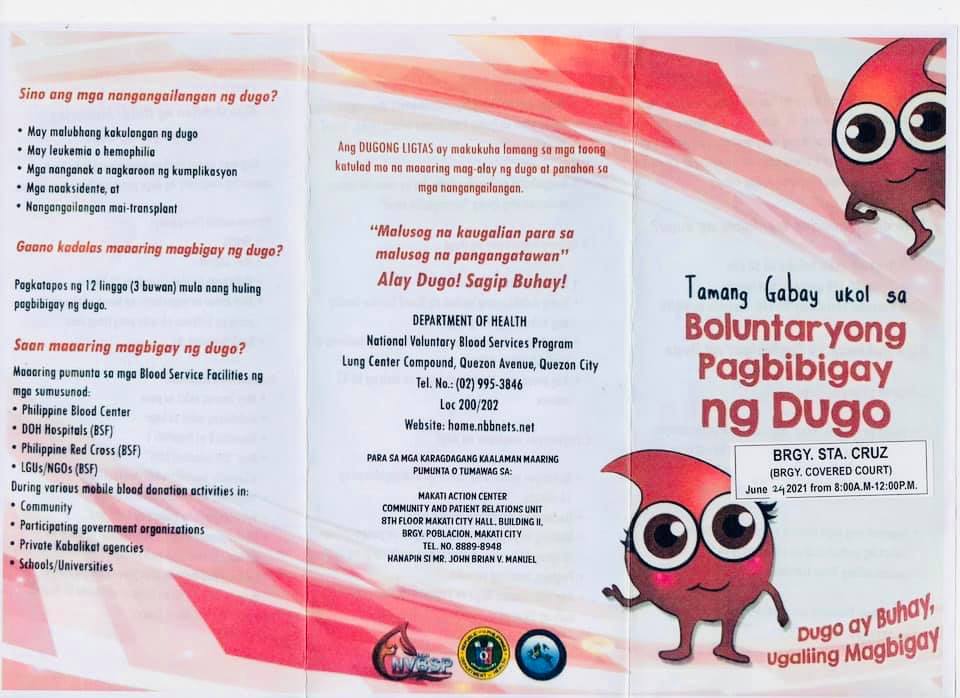 Sino ang mga nangangailangan ng dugo?
• May malubhang kakulangan ng dugo
• May leukemia o hemophilia
• Mga nanganak a nagkaroon ng kumplikasyon
• Mga naaksidente, at
• Nangangailangan mai-transplant
Gaano kadalas maaaring magbigay ng dugo?
Pagkatapos ng 12 linggo (3 buwan) mula nang huling
pagbibigay ng dugo.
Saan maaaring magbigay ng dugo?
Maaaring pumunta sa mga Blood Service Facilities ng
mga sumusunod:
• Philippine Blood Center
• DOH Hospitals (BSF)
• Philippine Red Cross (BSF)
• LGUs/NGOs (BSF)
During various mobile blood donation activities in:
• Community
• Participating government organizations
• Private Kabalikat agencies
• Schools/Universities
Ang DUGONG LIGTAS ay makukuha lamang sa mga taong
katulad mo na maaaring mag-alay ng dugo at panahon sa
mga nangangailangan.
"Malusog na kaugalian para sa
malusog na pangangatawan"
Alay Dugo! Sagip Buhay!
DEPARTMENT OF HEALTH
National Voluntary Blood Services Program
Lung Center Compound, Quezon Avenue, Quezon City
Tel. No.: (02) 995-3846
Loc 200/202
Website: home.nbbnets.net
PARA SA MGA KARAGDAGANG KAALAMAN MAARING
PUMUNTA O TUMAWAG SA:
MAKATI ACTION CENTER
COMMUNITY AND PATIENT RELATIONS UNIT
8TH FLOOR MAKATI CITY HALL, BUILDING II,
BRGY. POBLACION, MAKATI CITY
TEL. NO. 8889-8948
HANAPIN SI MR. JOHN BRIAN V. MANUEL
NVBSP
Tamang Gabay ukol sa
Boluntaryong
Pagbibigay
ng Dugo
BRGY. STA. CRUZ
(BRGY. COVERED COURT)
June 24 2021 from 8:00A.M-12:00P.M.
Dugo ay Buhay,
Ugaliing Magbigay